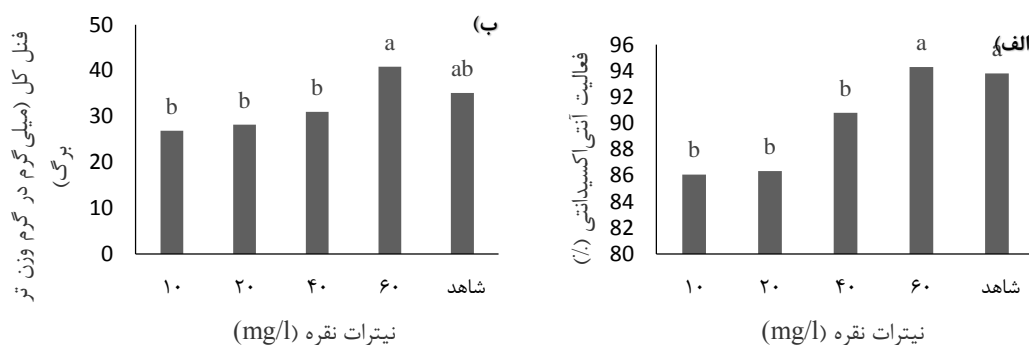 الف)
فعالیت آنتی‌اکسیدانتی (٪)
96
94
92
90
88
86
84
82
80
b
b
b
a
a
۱۰
۲۰
۴۰
۶۰
شاهد
نیترات نقره (mg/l)
ب)
فنل کل (میلی‌گرم در گرم وزن تر
برگ)
50
40
30
20
10
0
b
b
b
a
ab
۱۰
۲۰
۴۰
۶۰
شاهد
نیترات نقره (mg/l)